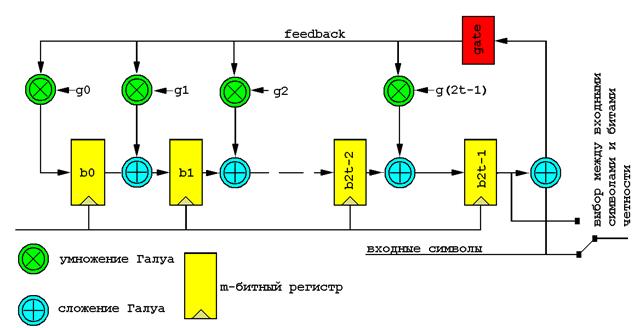 feedback
gate
g0
g1
g2
g(2t-1)
b0
b1
b2t-2
b2t-1
выбор между входными
символами и битами
четности
входные символы
умножение Галуа
m-битный регистр
сложение Галуа